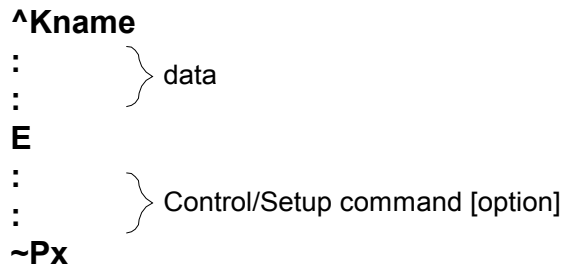 ^Kname
:
: data
E
:
: Control/Setup command [option]
~Px